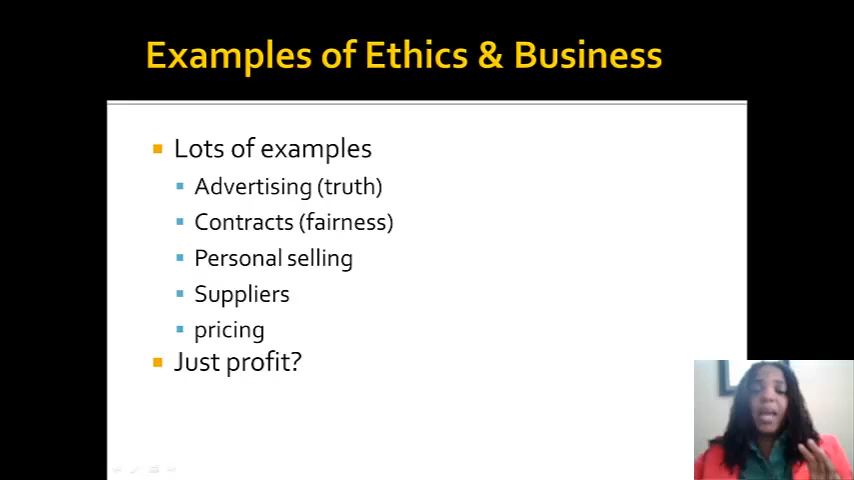 Examples of Ethics & Business
Lots of examples
Advertising (truth)
Contracts (fairness)
Personal selling
Suppliers
pricing
Just profit?